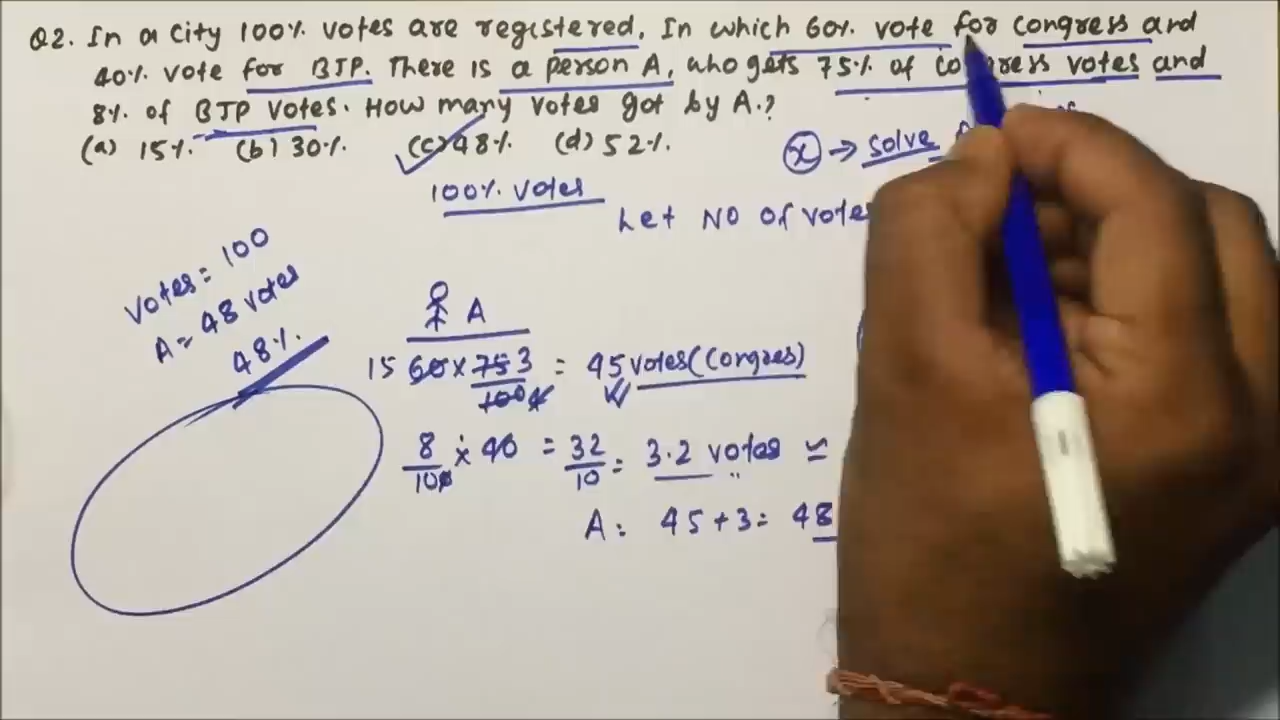 Q2. In a city 100% votes are registered. In which 60% vote for congress and
40% vote for BJP. There is a person A, who gets 75% of votes and
8% of BJP votes. How many votes got by A.?
(a) 15%. (b) 30%. (c) 48%. (d) 52%.
x → solve
100% votes
Let NO of vote
Votes = 100
A = 48 votes
48%.
A
15 60 x 75 3 = 45 votes (Congres)
100 4
8 x 40 = 32 = 3.2 votes ≃
100 10
A: 45 + 3 = 48